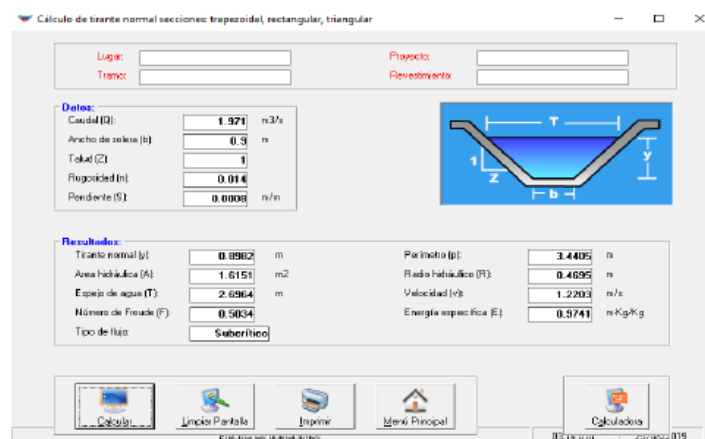 Cálculo de tirante normal secciones: trapezoidal, rectangular, triangular
Lugar: Proyecto:
Tramo: Revestimiento:
Datos:
Caudal (Q): 1.971 m3/s
Ancho de solera (b): 0.9 m
Talud (Z): 1
Rugosidad (n): 0.014
Pendiente (S): 0.0008 m/m
T
y
1
Z
b
Resultados:
Tirante normal (y): 0.8982 m Perímetro (p): 3.4405 m
Area hidráulica (A): 1.6151 m2 Radio hidráulico (R): 0.4695 m
Espejo de agua (T): 2.6964 m Velocidad (v): 1.2203 m/s
Número de Froude (F): 0.5034 Energía específica (E): 0.9741 m-Kg/Kg
Tipo de flujo: Subcrítico
Calcular Limpiar Pantalla Imprimir Menú Principal Calculadora